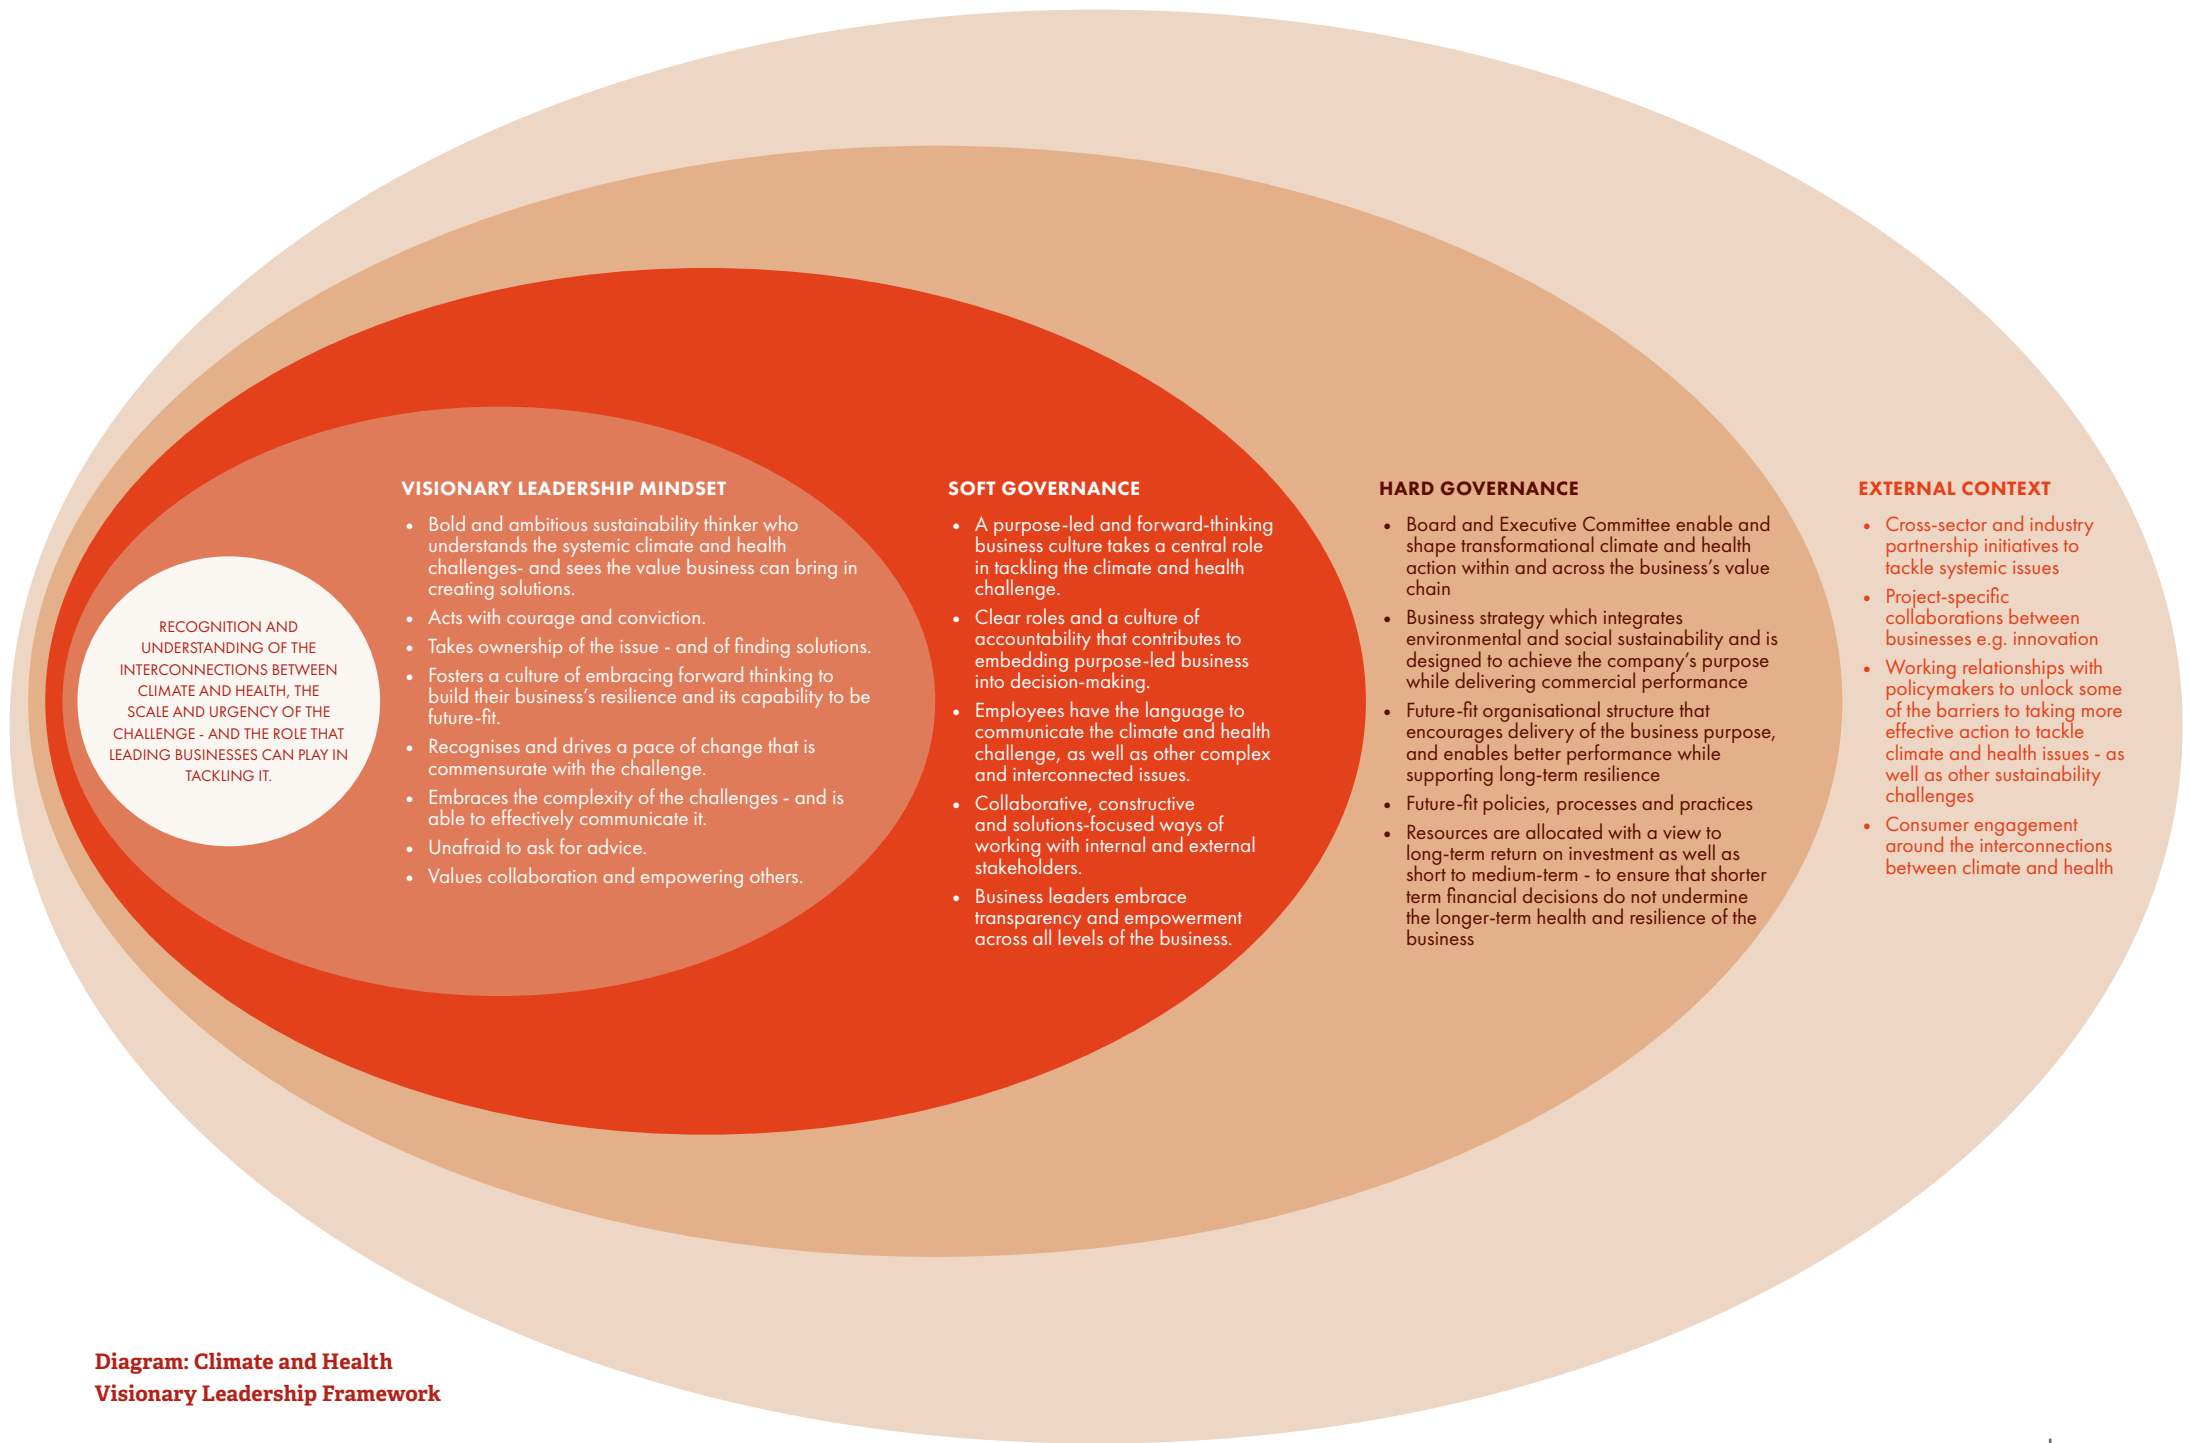 RECOGNITION AND
UNDERSTANDING OF THE
INTERCONNECTIONS BETWEEN
CLIMATE AND HEALTH, THE
SCALE AND URGENCY OF THE
CHALLENGE - AND THE ROLE THAT
LEADING BUSINESSES CAN PLAY IN
TACKLING IT.
VISIONARY LEADERSHIP MINDSET
• Bold and ambitious sustainability thinker who
understands the systemic climate and health
challenges- and sees the value business can bring in
creating solutions.
• Acts with courage and conviction.
• Takes ownership of the issue - and of finding solutions.
• Fosters a culture of embracing forward thinking to
build their business’s resilience and its capability to be
future-fit.
• Recognises and drives a pace of change that is
commensurate with the challenge.
• Embraces the complexity of the challenges - and is
able to effectively communicate it.
• Unafraid to ask for advice.
• Values collaboration and empowering others.
SOFT GOVERNANCE
• A purpose-led and forward-thinking
business culture takes a central role
in tackling the climate and health
challenge.
• Clear roles and a culture of
accountability that contributes to
embedding purpose-led business
into decision-making.
• Employees have the language to
communicate the climate and health
challenge, as well as other complex
and interconnected issues.
• Collaborative, constructive
and solutions-focused ways of
working with internal and external
stakeholders.
• Business leaders embrace
transparency and empowerment
across all levels of the business.
HARD GOVERNANCE
• Board and Executive Committee enable and
shape transformational climate and health
action within and across the business’s value
chain
• Business strategy which integrates
environmental and social sustainability and is
designed to achieve the company’s purpose
while delivering commercial performance
• Future-fit organisational structure that
encourages delivery of the business purpose,
and enables better performance while
supporting long-term resilience
• Future-fit policies, processes and practices
• Resources are allocated with a view to
long-term return on investment as well as
short to medium-term - to ensure that shorter
term financial decisions do not undermine
the longer-term health and resilience of the
business
EXTERNAL CONTEXT
• Cross-sector and industry
partnership initiatives to
tackle systemic issues
• Project-specific
collaborations between
businesses e.g. innovation
• Working relationships with
policymakers to unlock some
of the barriers to taking more
effective action to tackle
climate and health issues - as
well as other sustainability
challenges
• Consumer engagement
around the interconnections
between climate and health
Diagram: Climate and Health
Visionary Leadership Framework